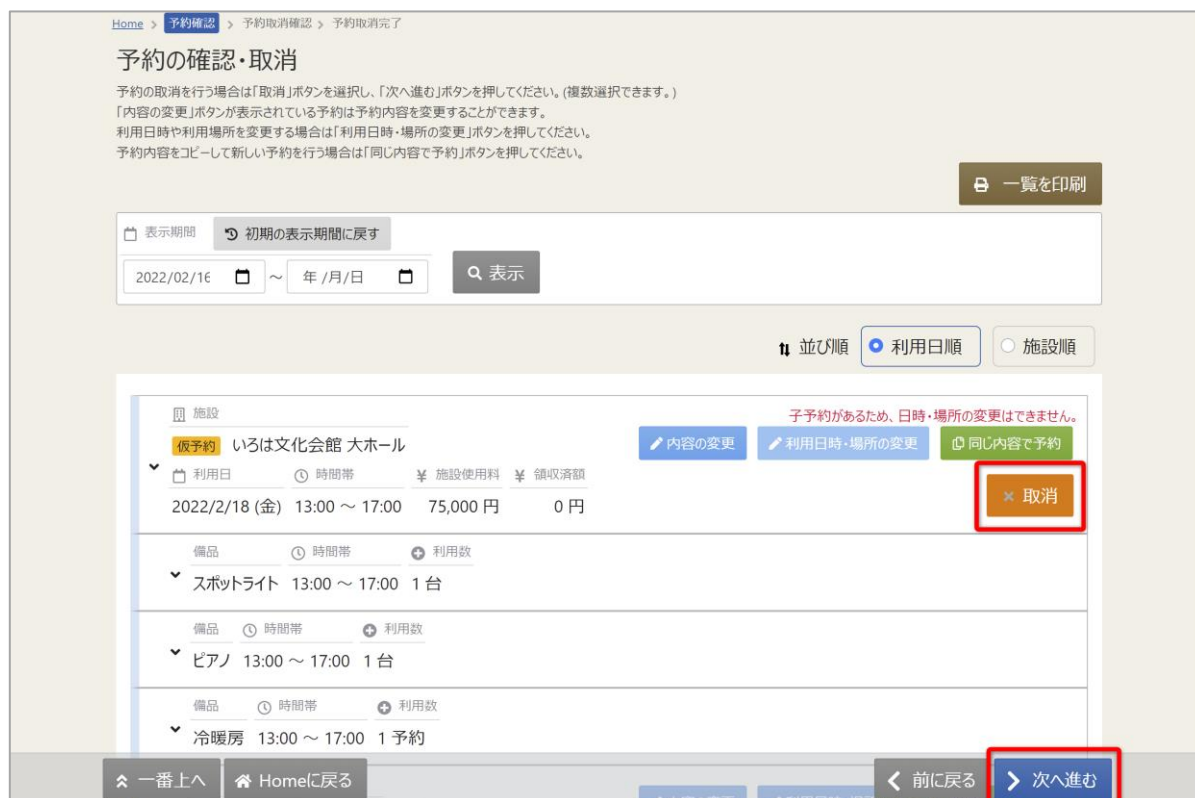 Home > 予約確認 > 予約取消確認 > 予約取消完了
予約の確認・取消
予約の取消を行う場合は「取消」ボタンを選択し、「次へ進む」ボタンを押してください。(複数選択できます。)
「内容の変更」ボタンが表示されている予約は予約内容を変更することができます。
利用日時や利用場所を変更する場合は「利用日時・場所の変更」ボタンを押してください。
予約内容をコピーして新しい予約を行う場合は「同じ内容で予約」ボタンを押してください。
一覧を印刷
表示期間 初期の表示期間に戻す
2022/02/16 ～ 年 /月/日 表示
並び順 利用日順 施設順
施設 子予約があるため、日時・場所の変更はできません。
仮予約 いろは文化会館 大ホール 内容の変更 利用日時・場所の変更 同じ内容で予約
利用日 時間帯 ¥ 施設使用料 ¥ 領収済額
2022/2/18 (金) 13:00 ～ 17:00 75,000 円 0 円 × 取消
備品 時間帯 利用数
スポットライト 13:00 ～ 17:00 1 台
備品 時間帯 利用数
ピアノ 13:00 ～ 17:00 1 台
備品 時間帯 利用数
冷暖房 13:00 ～ 17:00 1 予約
一番上へ Homeに戻る 前に戻る 次へ進む